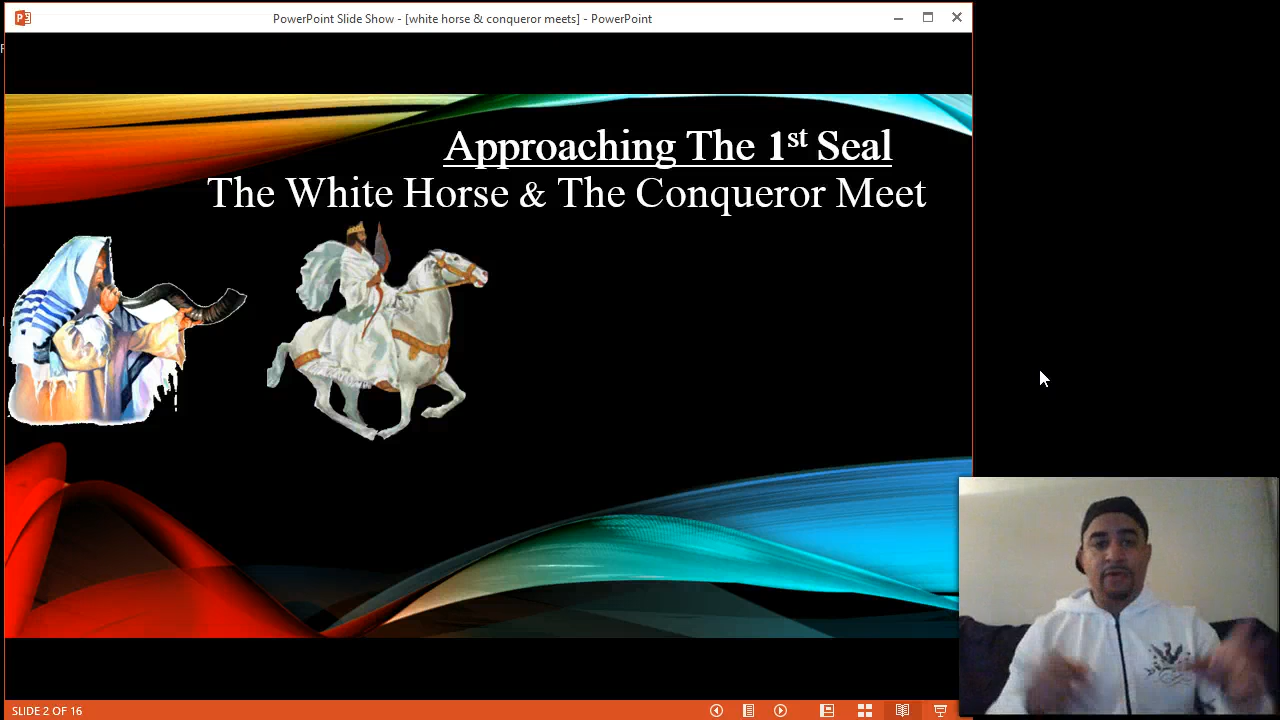 PowerPoint Slide Show - [white horse & conqueror meets] - PowerPoint
Approaching The 1st Seal
The White Horse & The Conqueror Meet
SLIDE 2 OF 16